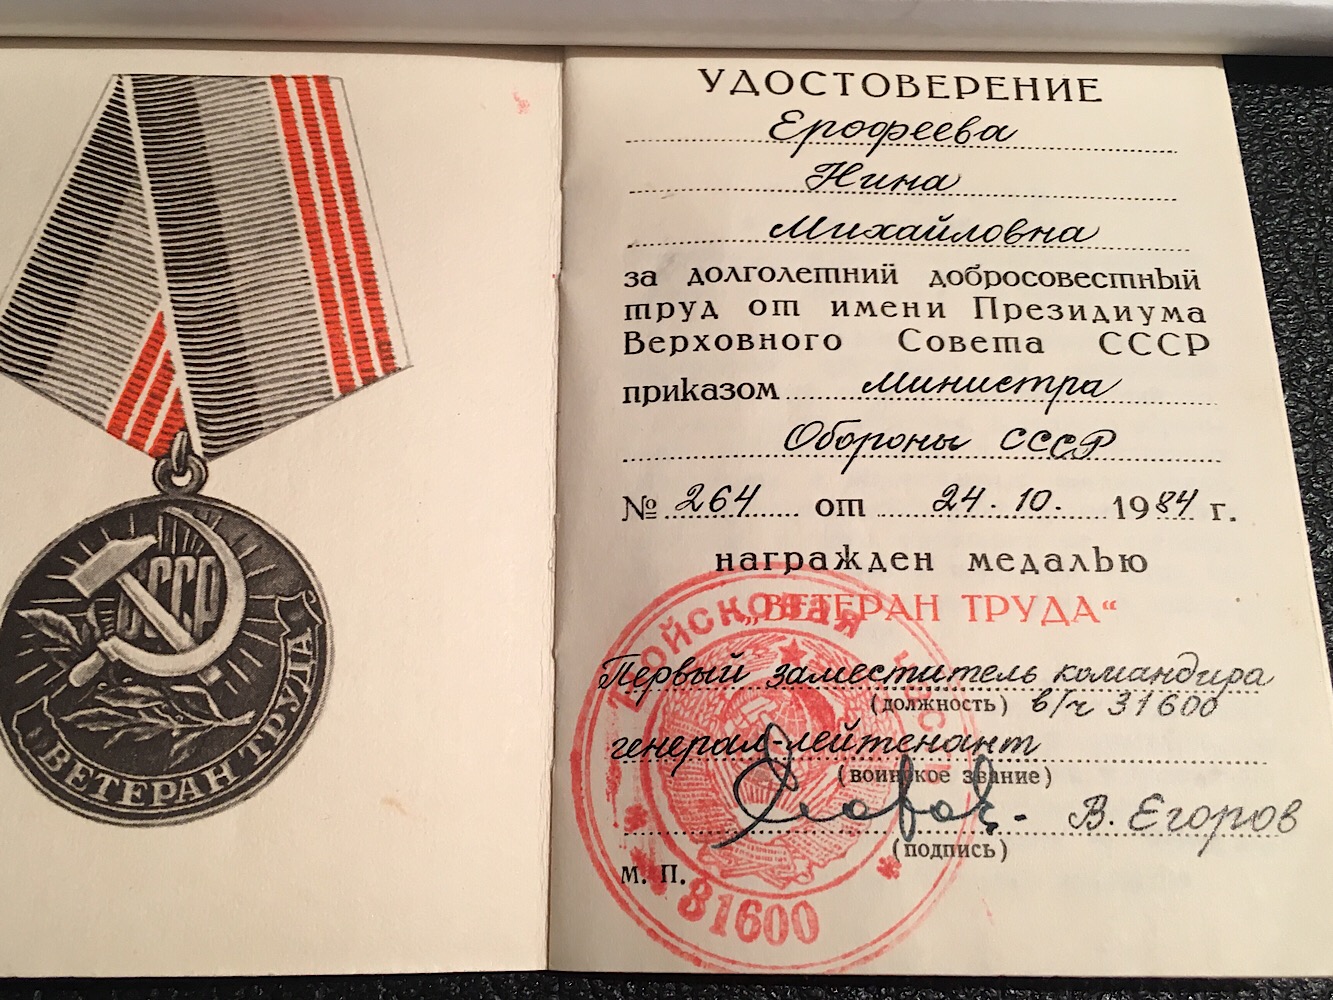 СССР
ВЕТЕРАН ТРУДА
УДОСТОВЕРЕНИЕ
Ерофеева
Нина
Михайловна
за долголетний добросовестный
труд от имени Президиума
Верховного Совета СССР
приказом Министра
Обороны СССР
№ 264 от 24.10. 1984 г.
награжден медалью
„ВЕТЕРАН ТРУДА“
Первый заместитель командира
(должность) в/ч 31600
генерал-лейтенант
(воинское звание)
В. Егоров
(подпись)
м. п.
ВОЙСКОВАЯ ЧАСТЬ
31600